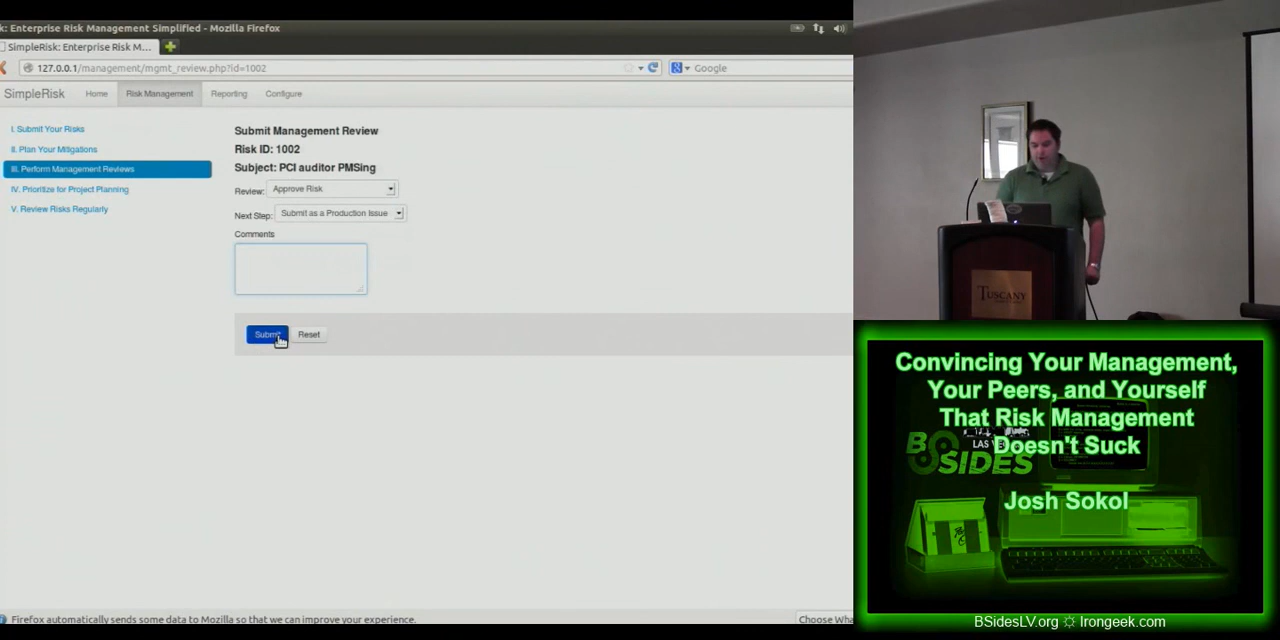 k: Enterprise Risk Management Simplified - Mozilla Firefox
SimpleRisk: Enterprise Risk M...
127.0.0.1/management/mgmt_review.php?id=1002
Google
SimpleRisk
Home
Risk Management
Reporting
Configure
I. Submit Your Risks
II. Plan Your Mitigations
III. Perform Management Reviews
IV. Prioritize for Project Planning
V. Review Risks Regularly
Submit Management Review
Risk ID: 1002
Subject: PCI auditor PMSing
Review: Approve Risk
Next Step: Submit as a Production Issue
Comments
Submit
Reset
Firefox automatically sends some data to Mozilla so that we can improve your experience.
Choose Wha
TUSCANY
Convincing Your Management,
Your Peers, and Yourself
That Risk Management
Doesn't Suck
LAS VE
BSIDES
Josh Sokol
BSidesLV.org ☼ Irongeek.com